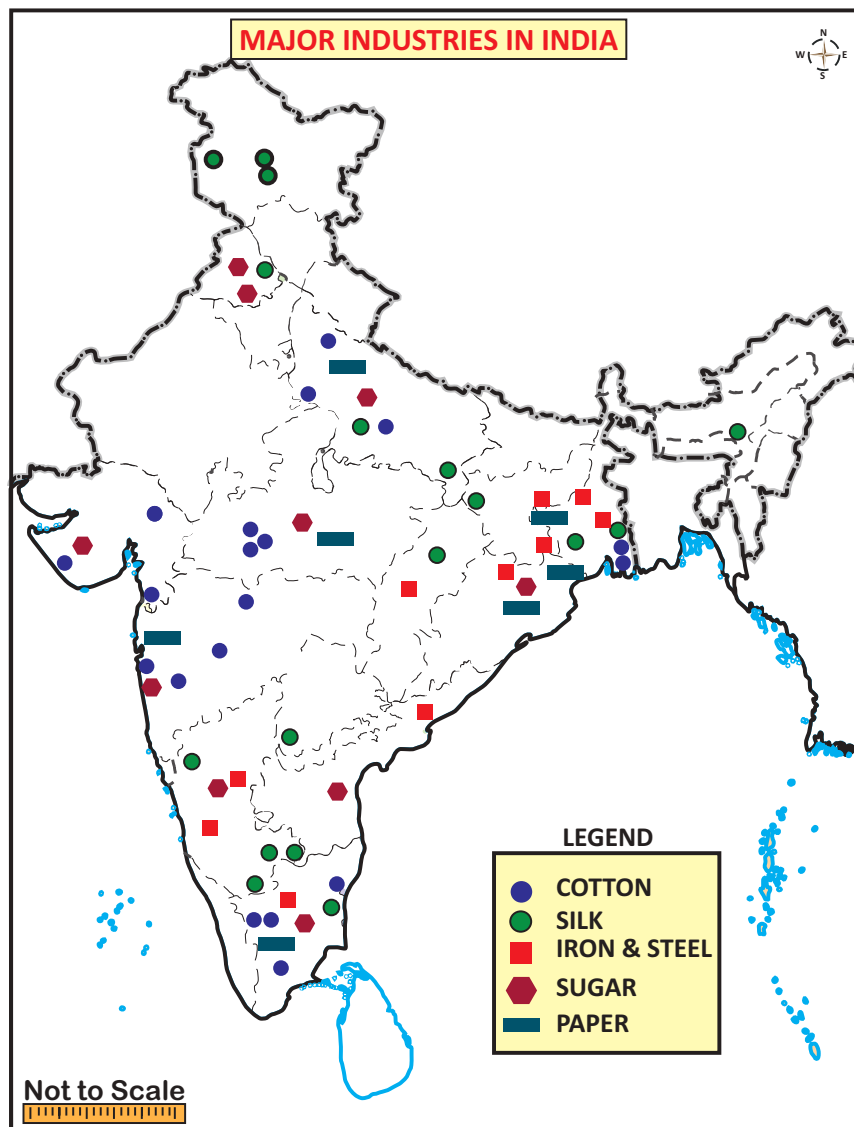 MAJOR INDUSTRIES IN INDIA
N
W E
S
LEGEND
COTTON
SILK
IRON & STEEL
SUGAR
PAPER
Not to Scale